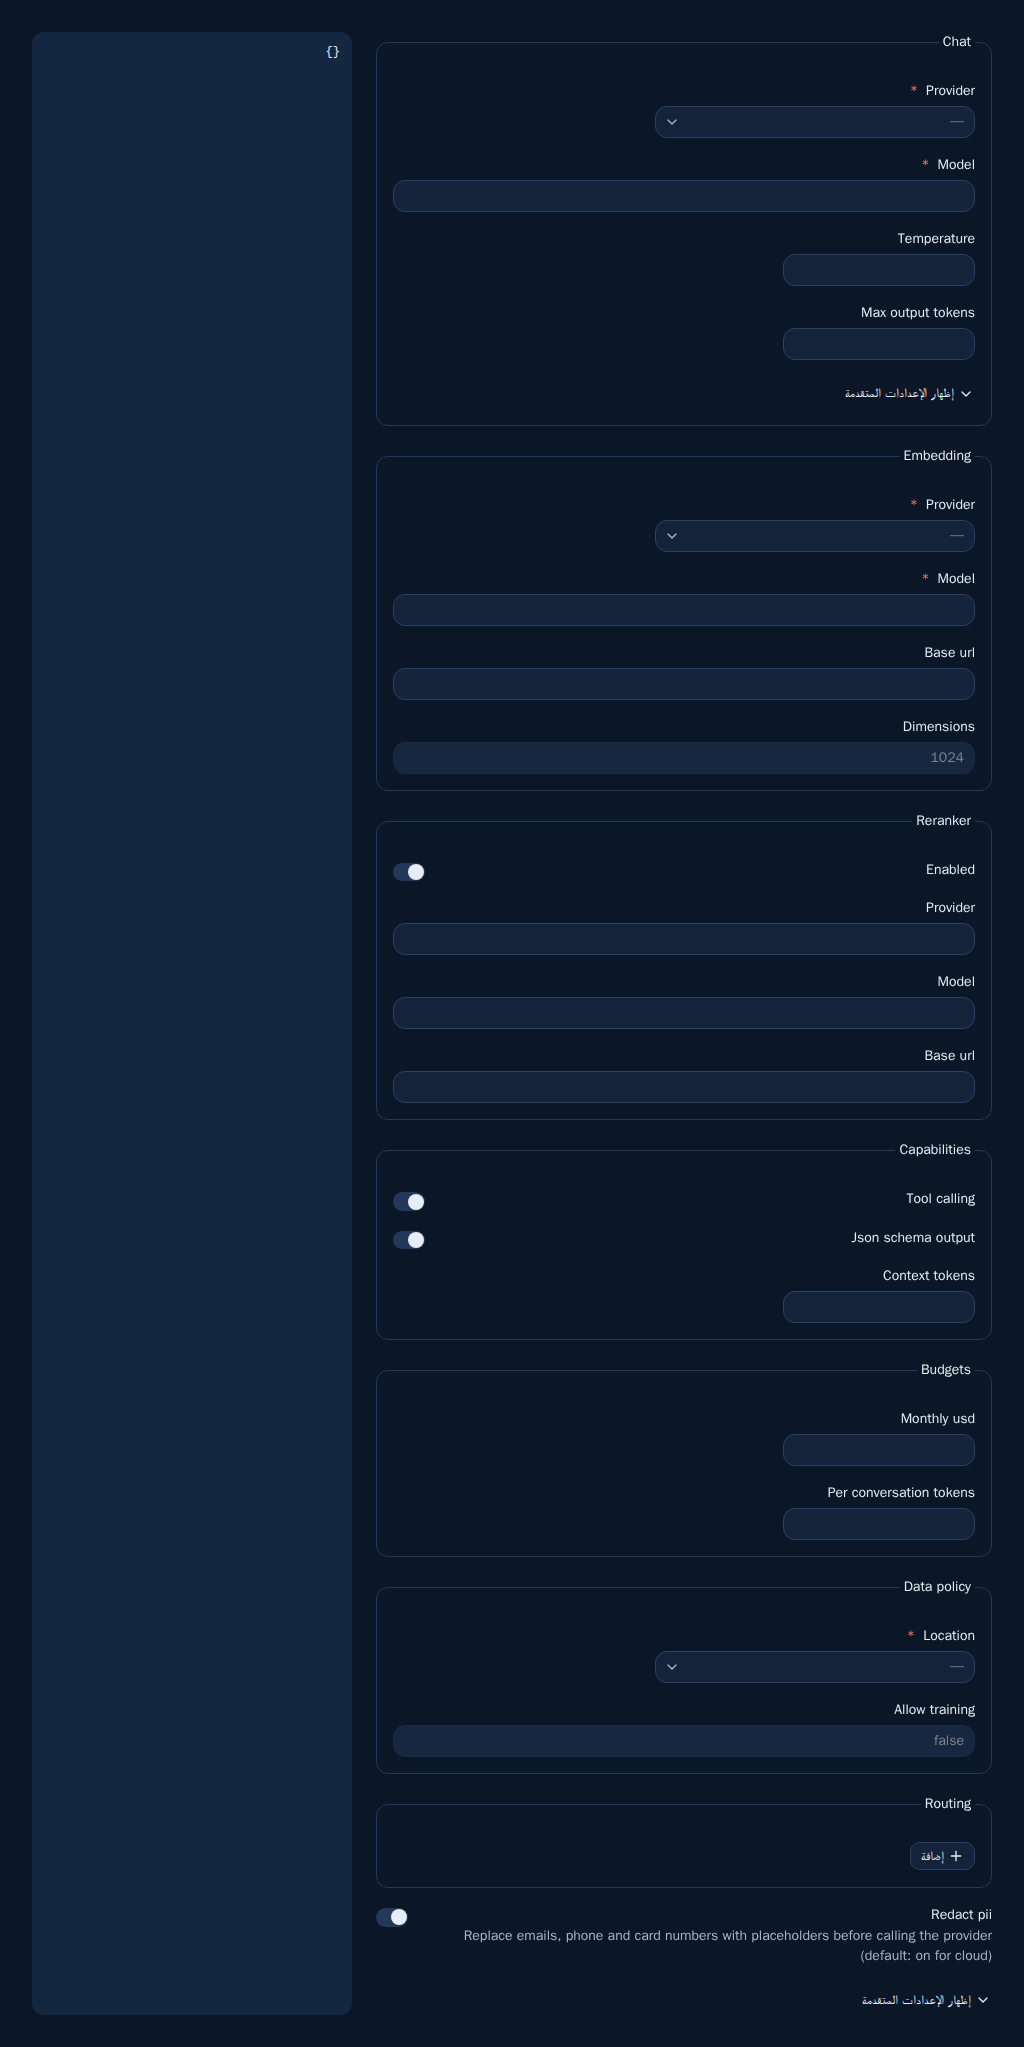 Chat
Provider *
—
Model *
Temperature
Max output tokens
إظهار الإعدادات المتقدمة
Embedding
Provider *
—
Model *
Base url
Dimensions
1024
Reranker
Enabled
Provider
Model
Base url
Capabilities
Tool calling
Json schema output
Context tokens
Budgets
Monthly usd
Per conversation tokens
Data policy
Location *
—
Allow training
false
Routing
إضافة
Redact pii
Replace emails, phone and card numbers with placeholders before calling the provider
(default: on for cloud)
إظهار الإعدادات المتقدمة
{}